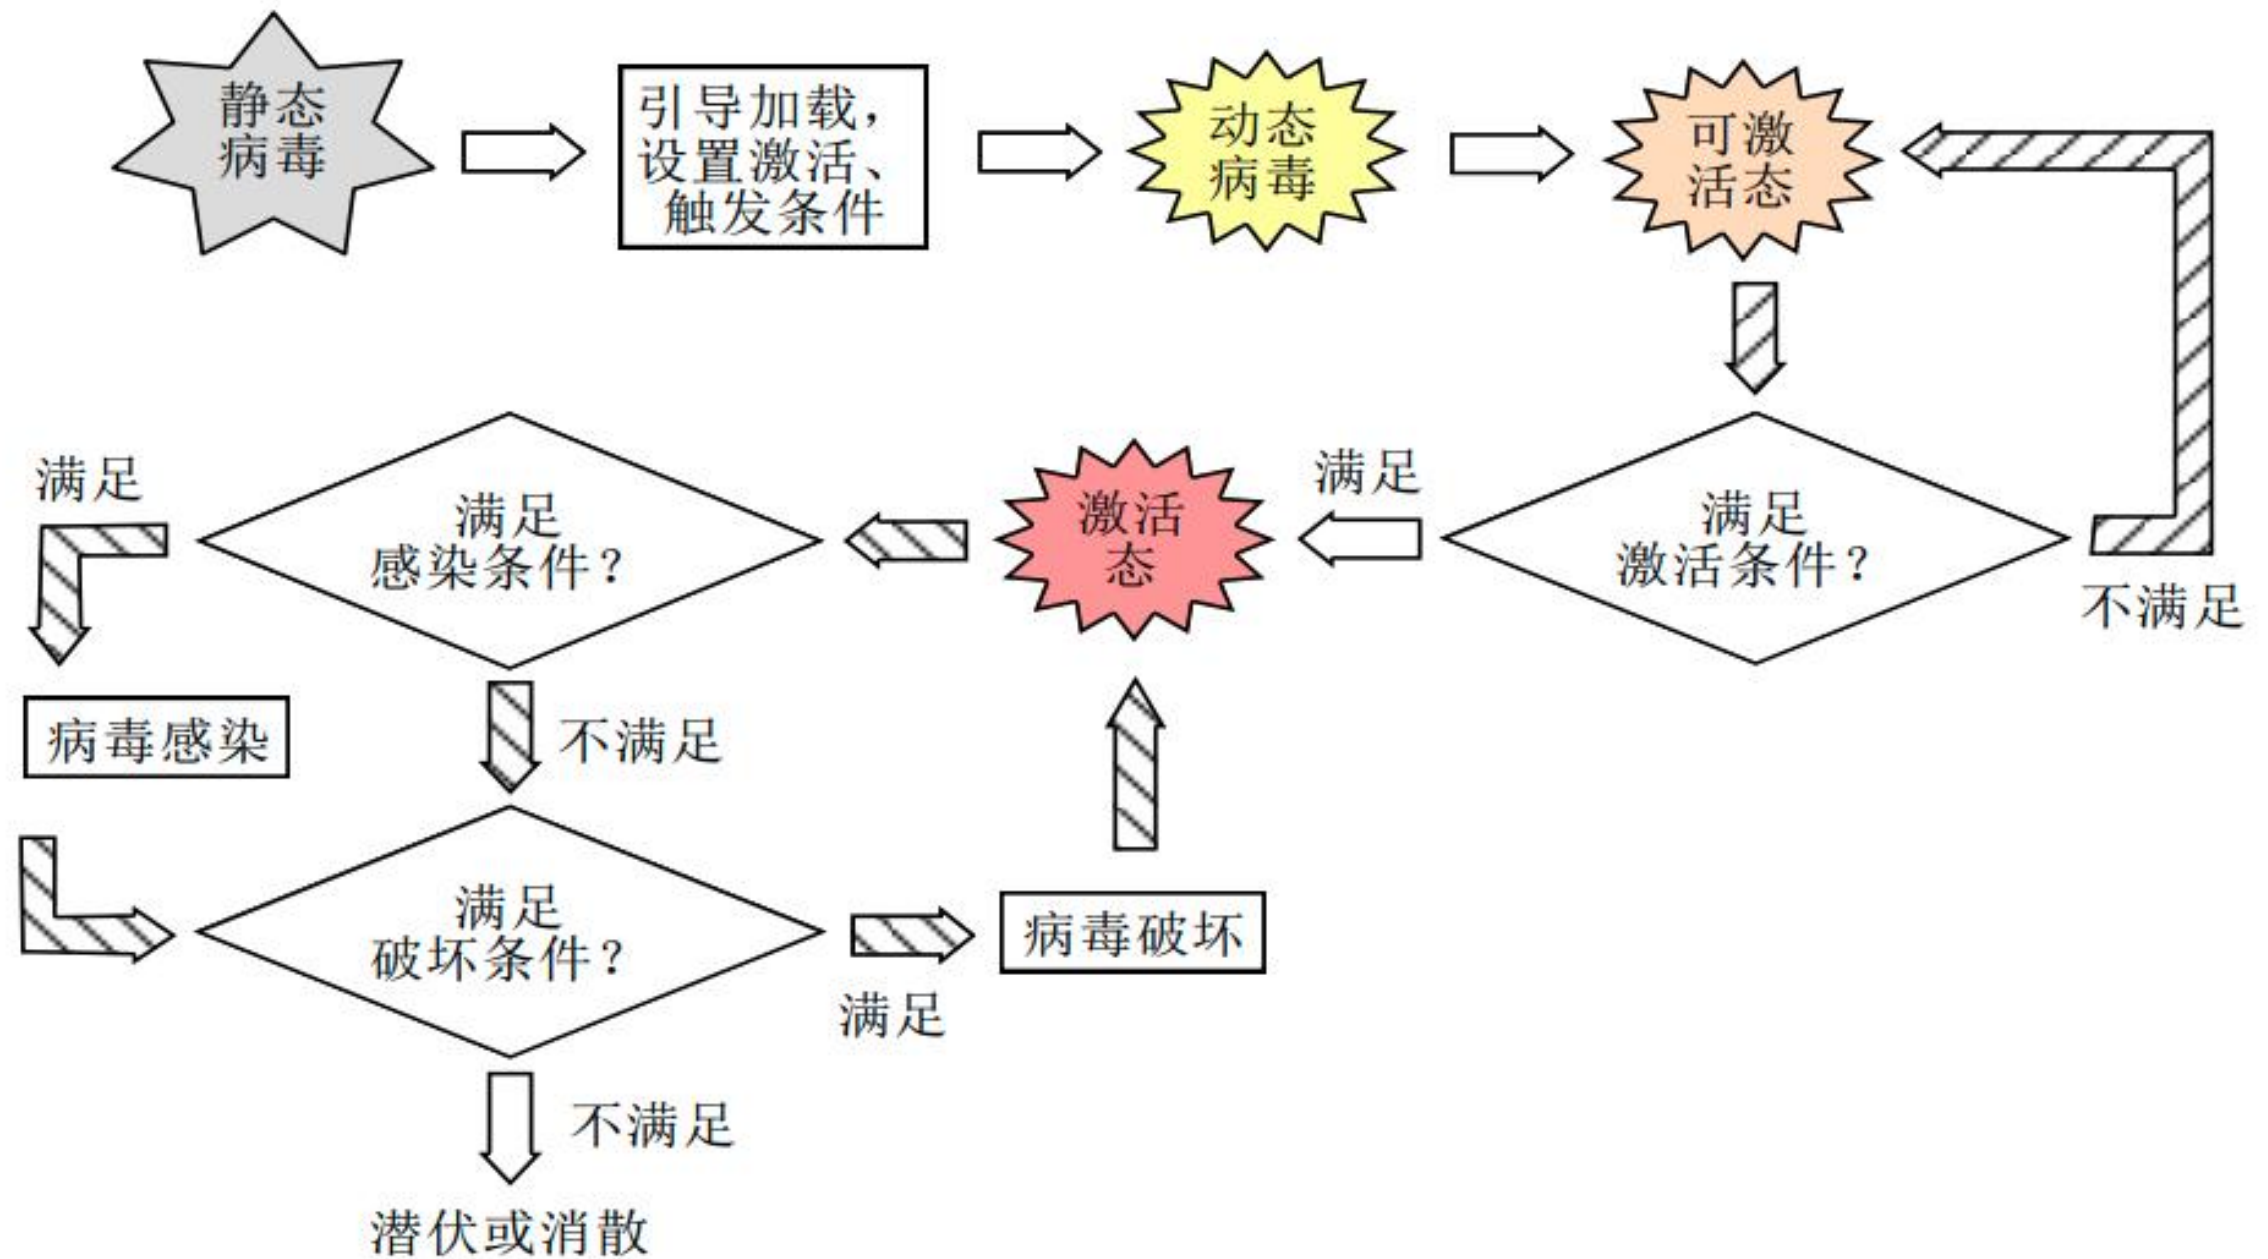 静态
病毒
引导加载，
设置激活、
触发条件
动态
病毒
可激
活态
满足
激活条件？
不满足
满足
激活
态
满足
感染条件？
满足
病毒感染
不满足
满足
破坏条件？
满足
病毒破坏
不满足
潜伏或消散